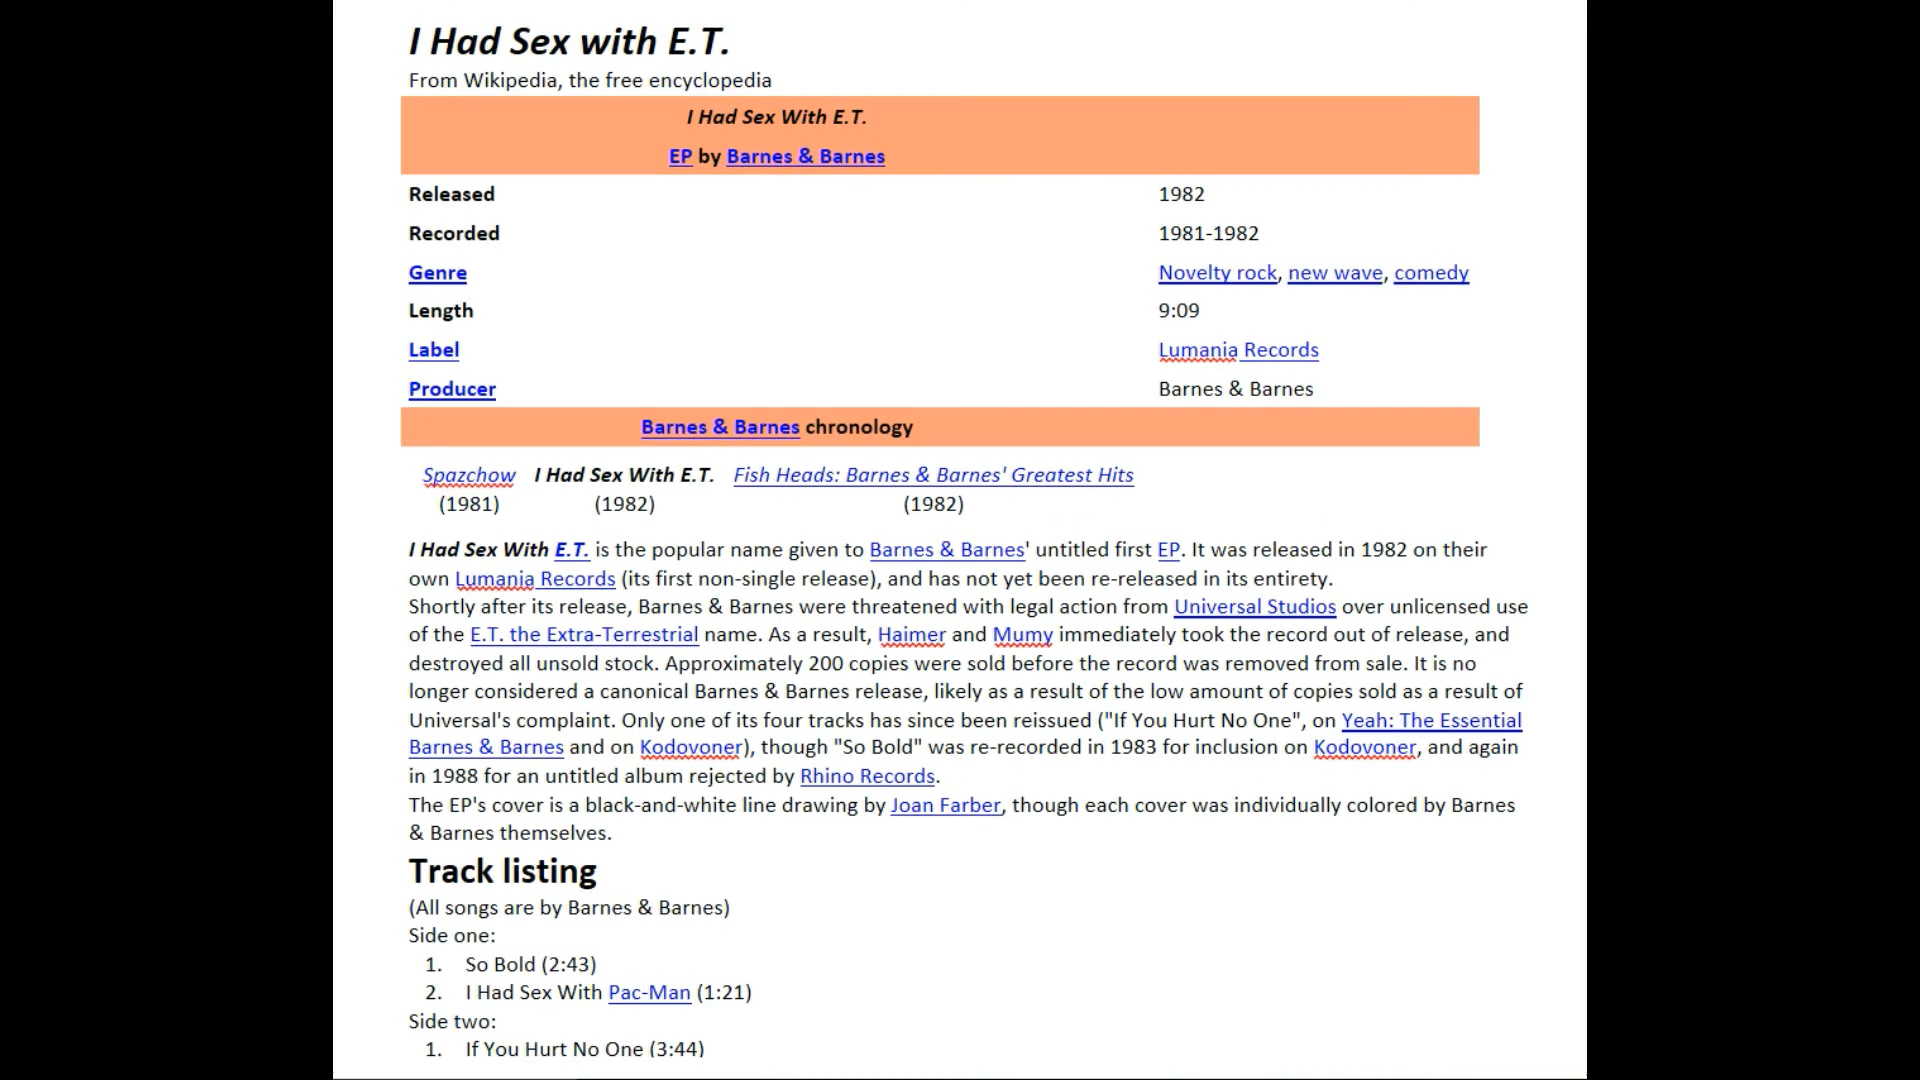 I Had Sex with E.T.
From Wikipedia, the free encyclopedia
I Had Sex With E.T.
EP by Barnes & Barnes
Released 1982
Recorded 1981-1982
Genre Novelty rock, new wave, comedy
Length 9:09
Label Lumania Records
Producer Barnes & Barnes
Barnes & Barnes chronology
Spazchow I Had Sex With E.T. Fish Heads: Barnes & Barnes' Greatest Hits
(1981) (1982) (1982)
I Had Sex With E.T. is the popular name given to Barnes & Barnes' untitled first EP. It was released in 1982 on their
own Lumania Records (its first non-single release), and has not yet been re-released in its entirety.
Shortly after its release, Barnes & Barnes were threatened with legal action from Universal Studios over unlicensed use
of the E.T. the Extra-Terrestrial name. As a result, Haimer and Mumy immediately took the record out of release, and
destroyed all unsold stock. Approximately 200 copies were sold before the record was removed from sale. It is no
longer considered a canonical Barnes & Barnes release, likely as a result of the low amount of copies sold as a result of
Universal's complaint. Only one of its four tracks has since been reissued ("If You Hurt No One", on Yeah: The Essential
Barnes & Barnes and on Kodovoner), though "So Bold" was re-recorded in 1983 for inclusion on Kodovoner, and again
in 1988 for an untitled album rejected by Rhino Records.
The EP's cover is a black-and-white line drawing by Joan Farber, though each cover was individually colored by Barnes
& Barnes themselves.
Track listing
(All songs are by Barnes & Barnes)
Side one:
1. So Bold (2:43)
2. I Had Sex With Pac-Man (1:21)
Side two:
1. If You Hurt No One (3:44)